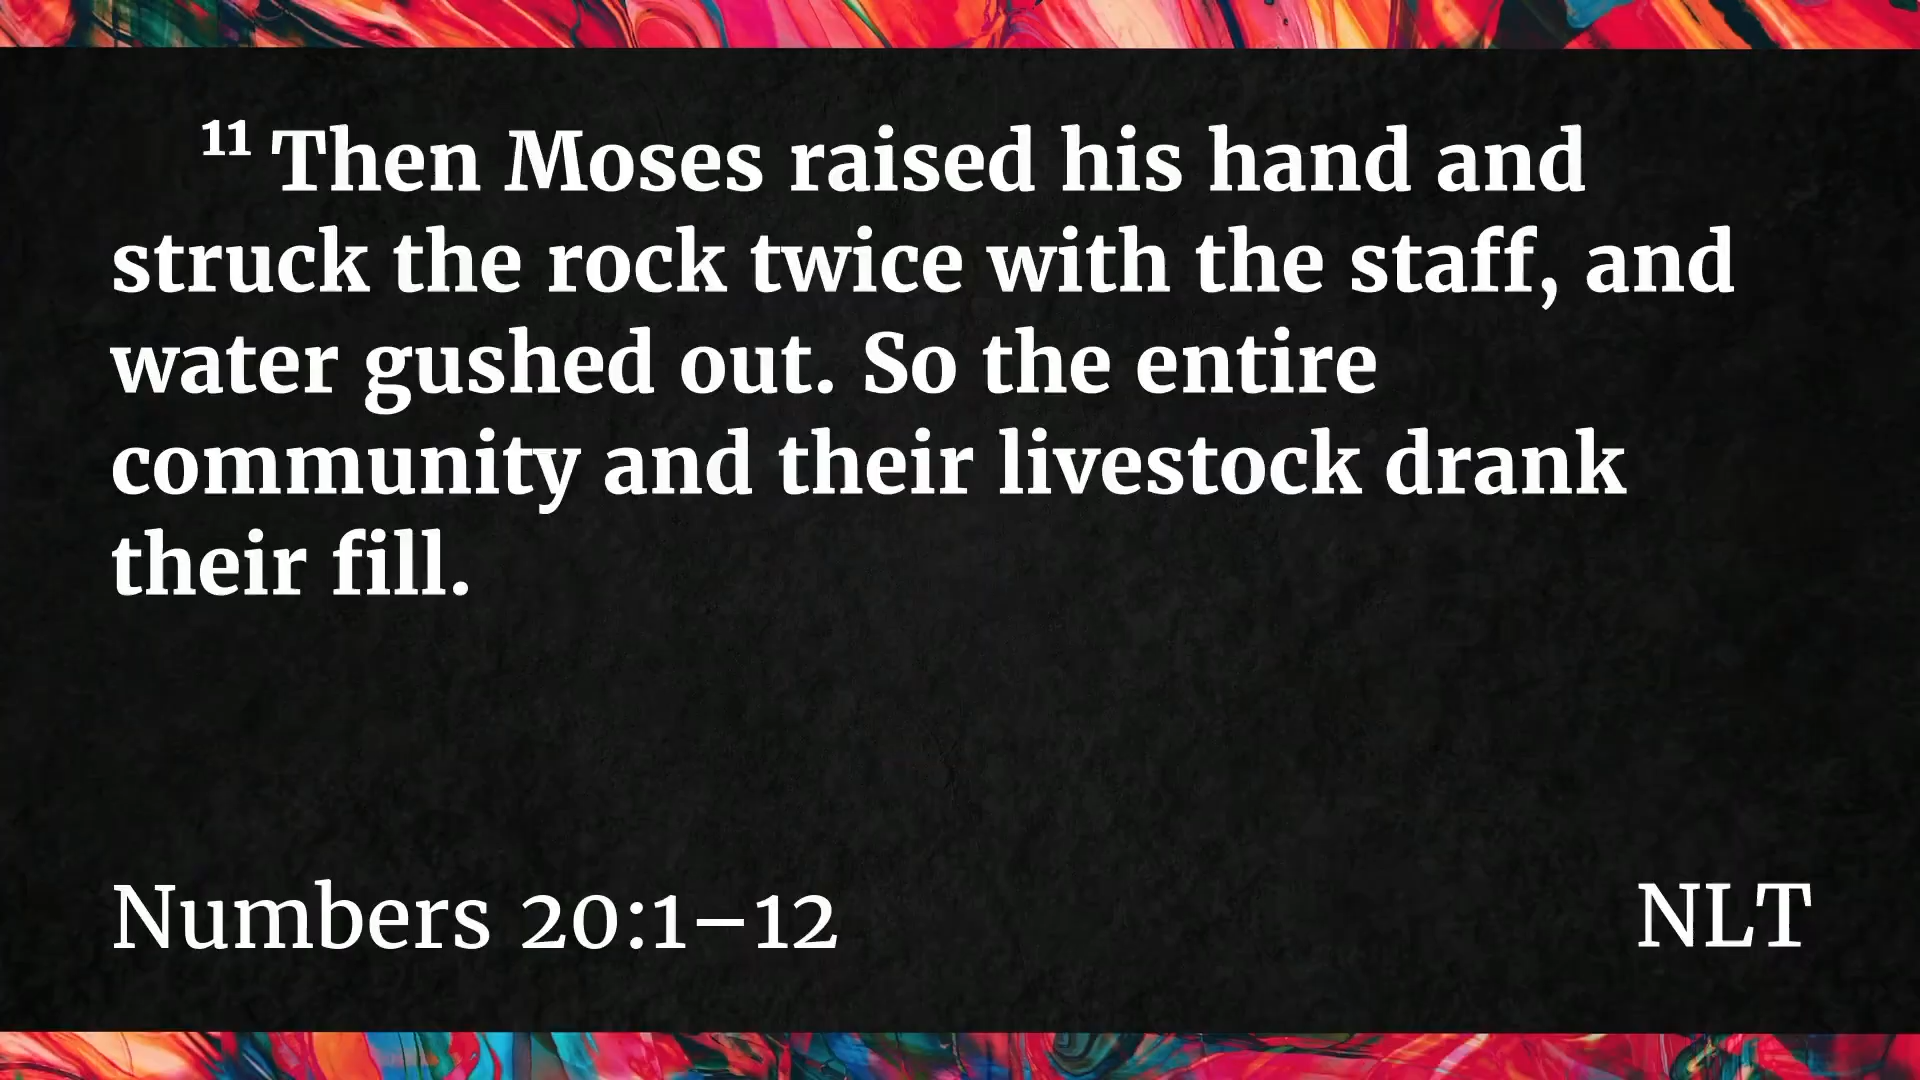 11 Then Moses raised his hand and
struck the rock twice with the staff, and
water gushed out. So the entire
community and their livestock drank
their fill.
Numbers 20:1–12
NLT